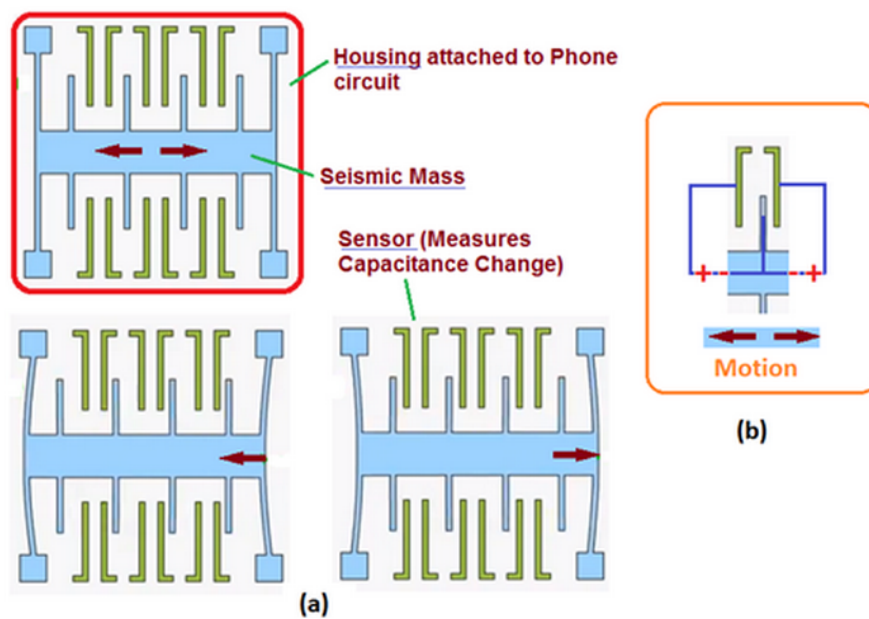 Housing attached to Phone
circuit
Seismic Mass
Sensor (Measures
Capacitance Change)
Motion
(b)
(a)